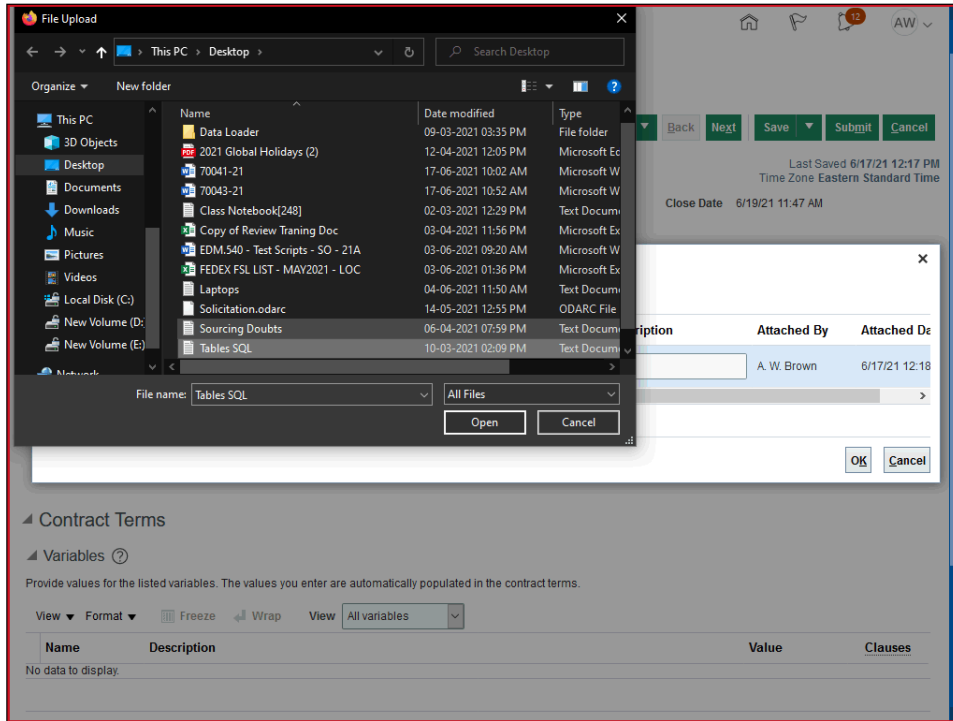 File Upload
12
AW
This PC > Desktop >
Search Desktop
Organize
New folder
Name
Date modified
Type
This PC
3D Objects
Desktop
Documents
Downloads
Music
Pictures
Videos
Local Disk (C:)
New Volume (D:
New Volume (E:)
Network
Data Loader 09-03-2021 03:35 PM File folder
PDF 2021 Global Holidays (2) 12-04-2021 12:05 PM Microsoft Ec
70041-21 17-06-2021 10:02 AM Microsoft W
70043-21 17-06-2021 10:52 AM Microsoft W
Class Notebook[248] 02-03-2021 12:29 PM Text Docum
Copy of Review Traning Doc 03-04-2021 11:56 PM Microsoft Ex
EDM.540 - Test Scripts - SO - 21A 03-06-2021 09:20 AM Microsoft W
FEDEX FSL LIST - MAY2021 - LOC 03-06-2021 01:36 PM Microsoft Ex
Laptops 04-06-2021 11:50 AM Text Docum
Solicitation.odarc 14-05-2021 12:55 PM ODARC File
Sourcing Doubts 06-04-2021 07:59 PM Text Docum
Tables SQL 10-03-2021 02:09 PM Text Docum
File name: Tables SQL
All Files
Open
Cancel
Back Next Save Submit Cancel
Last Saved 6/17/21 12:17 PM
Time Zone Eastern Standard Time
Close Date 6/19/21 11:47 AM
ription Attached By Attached Da
A. W. Brown 6/17/21 12:18
OK Cancel
Contract Terms
Variables ?
Provide values for the listed variables. The values you enter are automatically populated in the contract terms.
View Format Freeze Wrap View All variables
Name Description Value Clauses
No data to display.